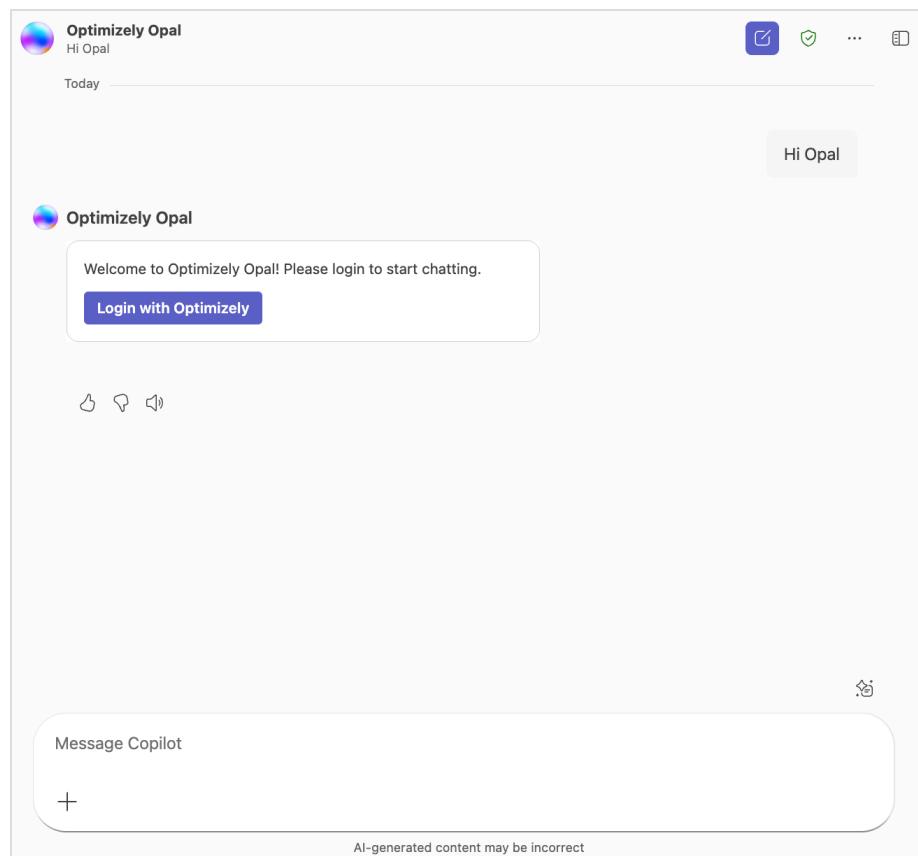 Optimizely Opal
Hi Opal
Today
Hi Opal
Optimizely Opal
Welcome to Optimizely Opal! Please login to start chatting.
Login with Optimizely
Message Copilot
AI-generated content may be incorrect